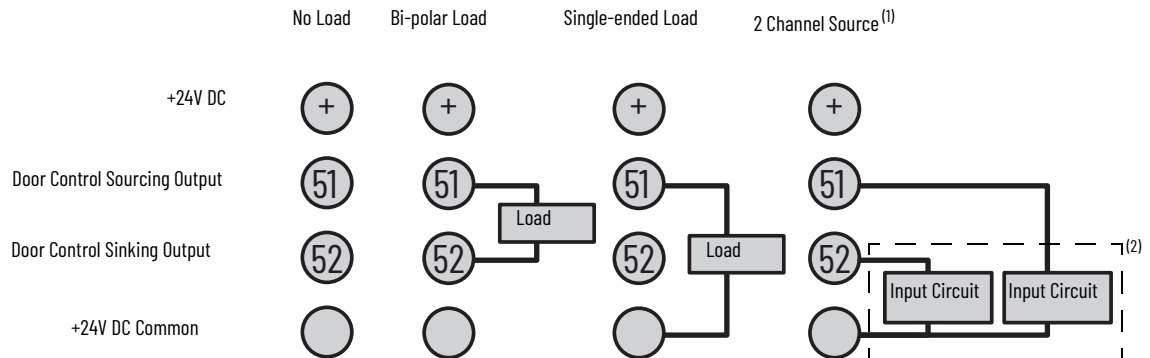 No Load Bi-polar Load Single-ended Load 2 Channel Source (1)
+24V DC + + + +
Door Control Sourcing Output 51 51 51 51
Load
Door Control Sinking Output 52 52 52 52 (2)
Load
Input Circuit Input Circuit
+24V DC Common